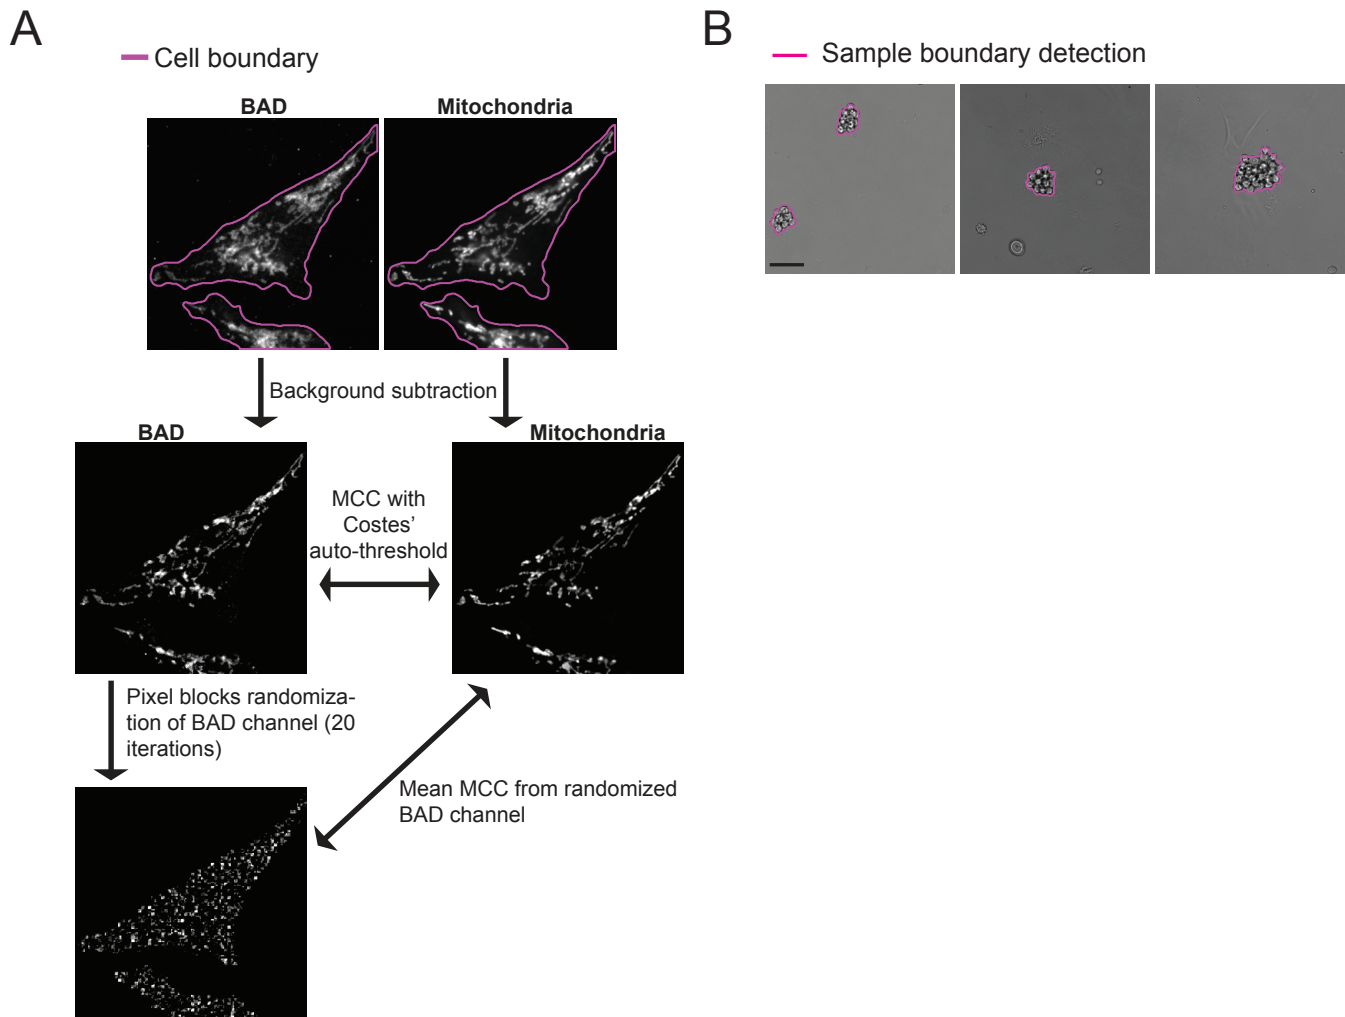 A
Cell boundary
BAD
Mitochondria
Background subtraction
BAD
Mitochondria
MCC with
Costes’
auto-threshold
Pixel blocks randomiza-
tion of BAD channel (20
iterations)
Mean MCC from randomized
BAD channel
B
Sample boundary detection